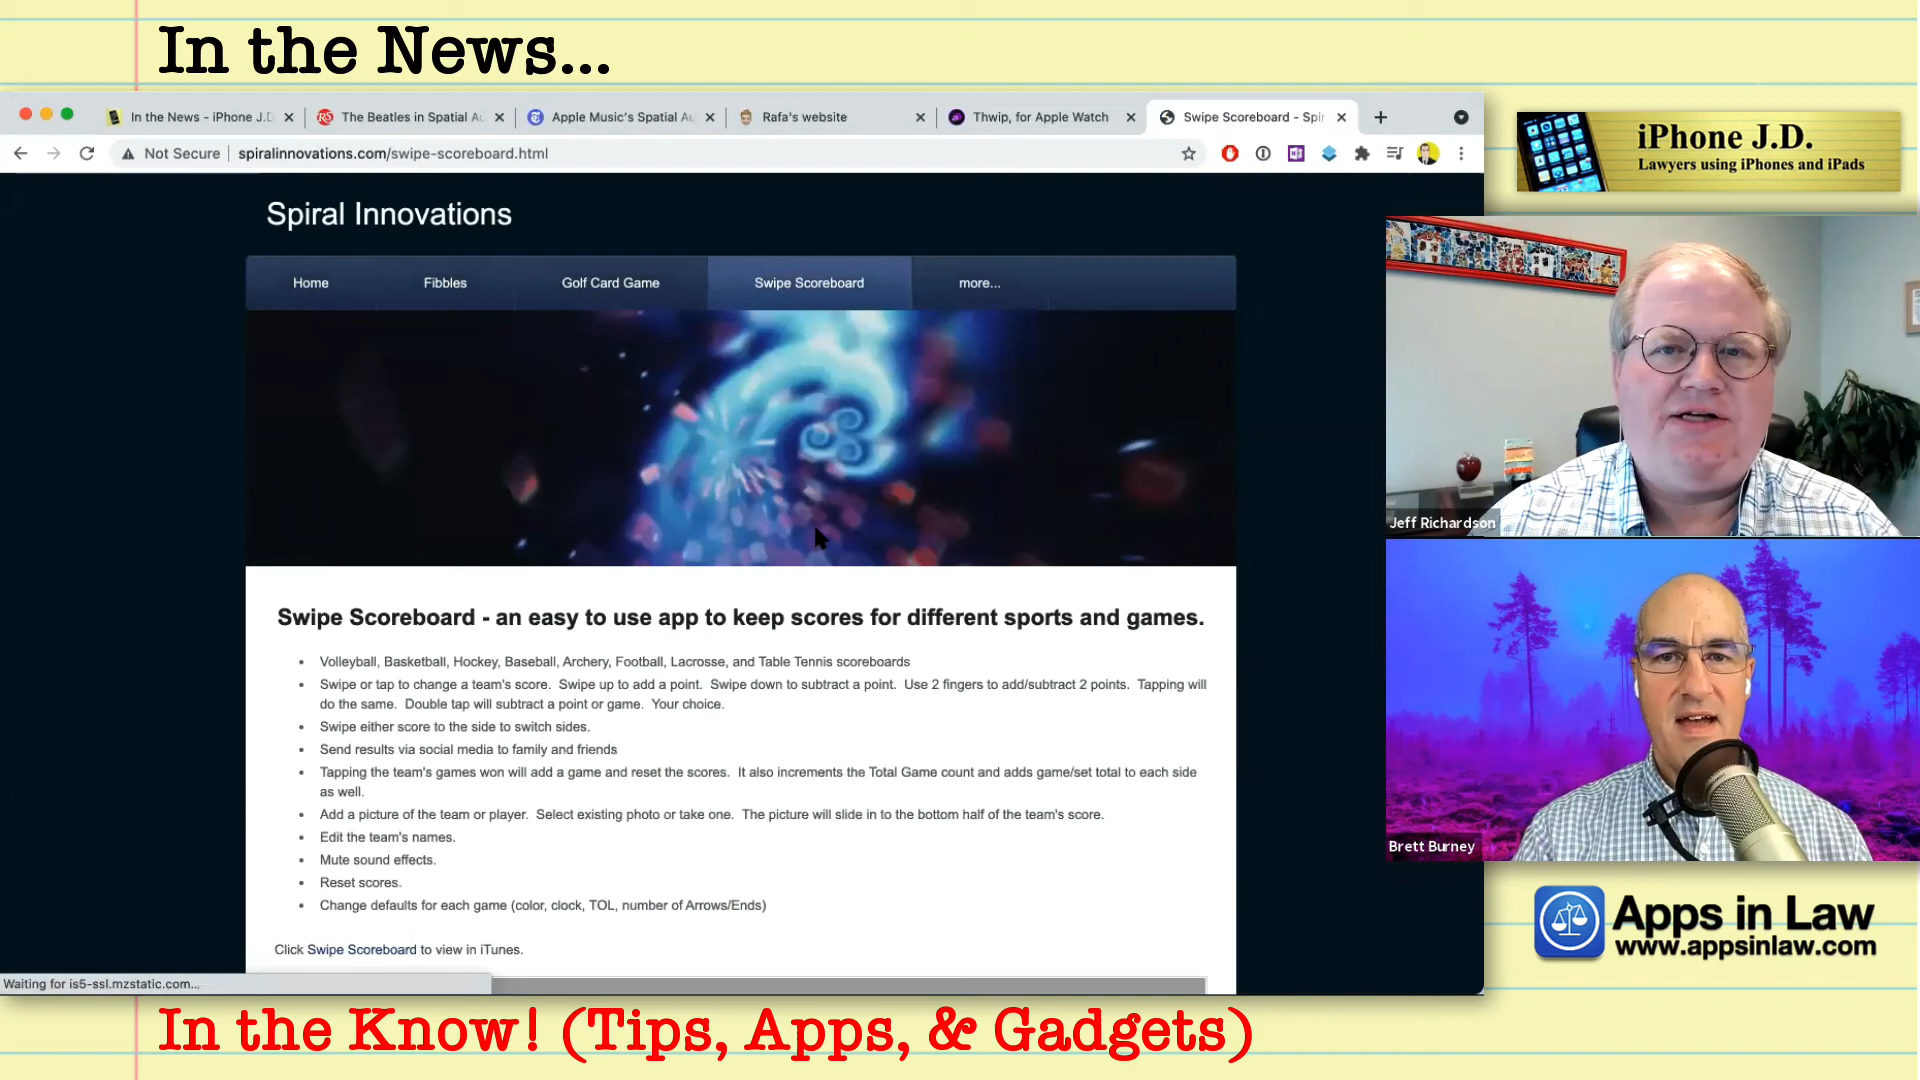 In the News...
In the News - iPhone J.D
The Beatles in Spatial Au
Apple Music's Spatial Au
Rafa's website
Thwip, for Apple Watch
Swipe Scoreboard - Spir
Not Secure
spiralinnovations.com/swipe-scoreboard.html
iPhone J.D.
Lawyers using iPhones and iPads
Spiral Innovations
Home
Fibbles
Golf Card Game
Swipe Scoreboard
more...
Jeff Richardson
Swipe Scoreboard - an easy to use app to keep scores for different sports and games.
• Volleyball, Basketball, Hockey, Baseball, Archery, Football, Lacrosse, and Table Tennis scoreboards
• Swipe or tap to change a team's score. Swipe up to add a point. Swipe down to subtract a point. Use 2 fingers to add/subtract 2 points. Tapping will
do the same. Double tap will subtract a point or game. Your choice.
• Swipe either score to the side to switch sides.
• Send results via social media to family and friends
• Tapping the team's games won will add a game and reset the scores. It also increments the Total Game count and adds game/set total to each side
as well.
• Add a picture of the team or player. Select existing photo or take one. The picture will slide in to the bottom half of the team's score.
• Edit the team's names.
• Mute sound effects.
• Reset scores.
• Change defaults for each game (color, clock, TOL, number of Arrows/Ends)
Click Swipe Scoreboard to view in iTunes.
Brett Burney
Apps in Law
www.appsinlaw.com
Waiting for is5-ssl.mzstatic.com...
In the Know! (Tips, Apps, & Gadgets)